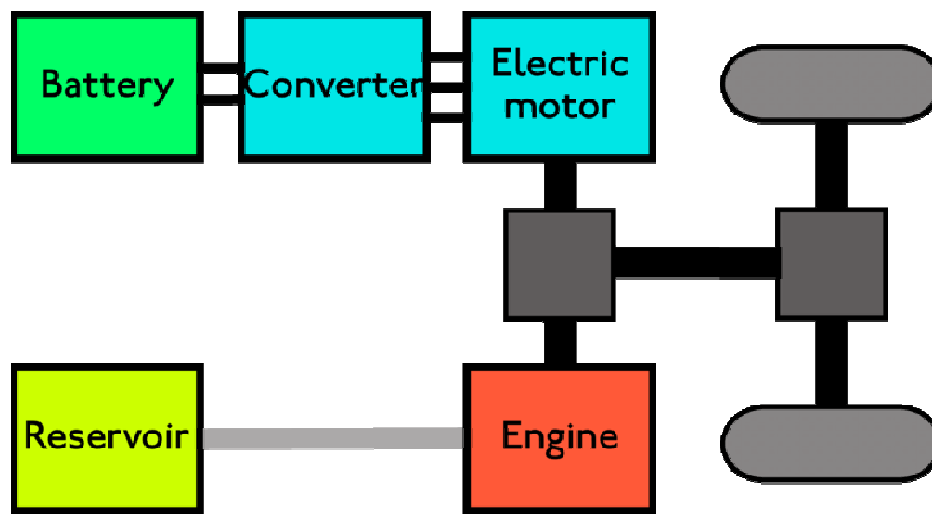 Battery
Converter
Electric
motor
Reservoir
Engine